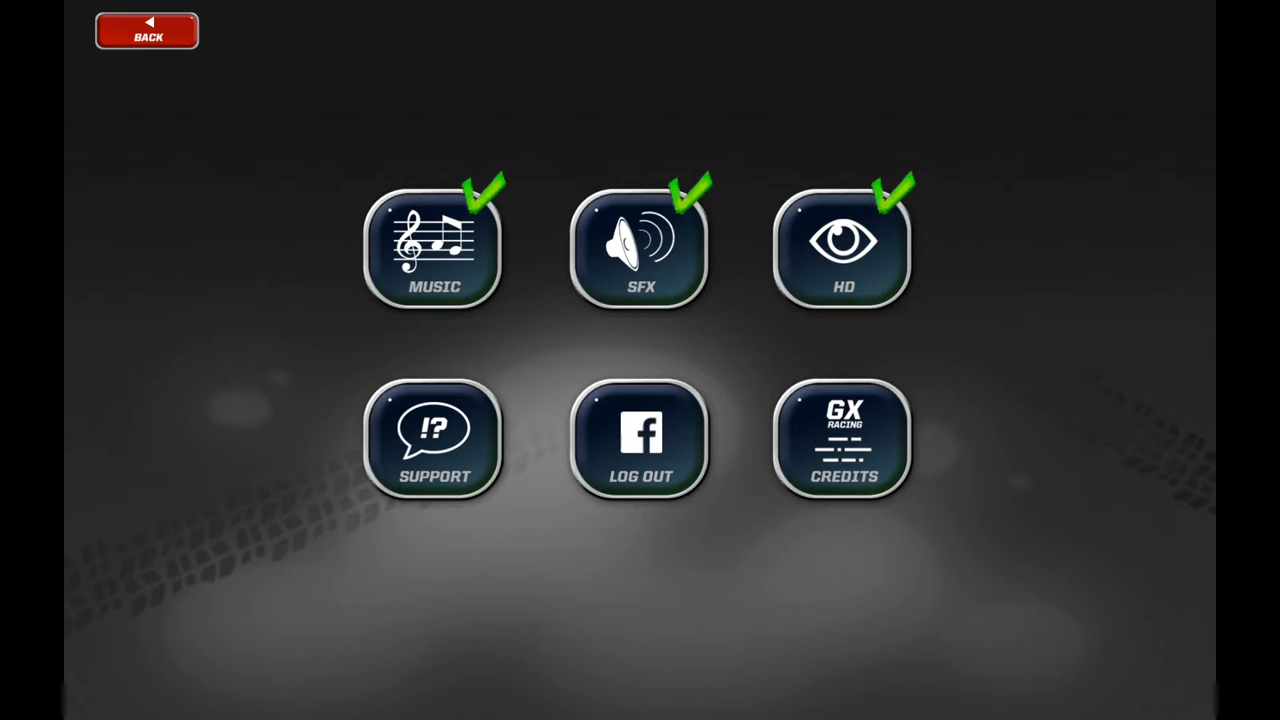 BACK
MUSIC
SFX
HD
!?
SUPPORT
f
LOG OUT
GX
RACING
CREDITS